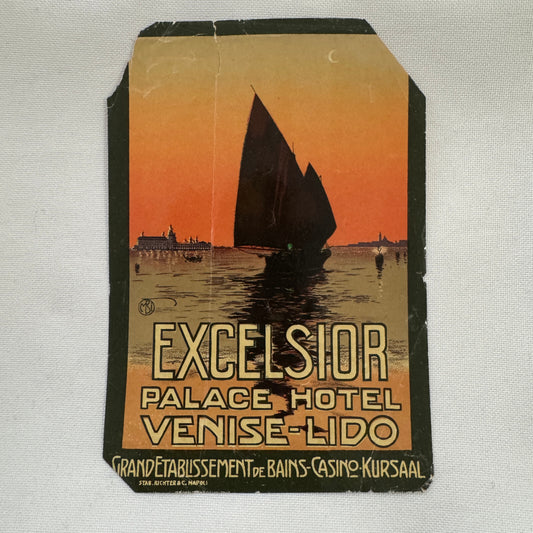 EXCELSIOR
PALACE HOTEL
VENISE-LIDO
GRAND ETABLISSEMENT DE BAINS-CASINO-KURSAAL
STAB. RICHTER & C. NAPOLI